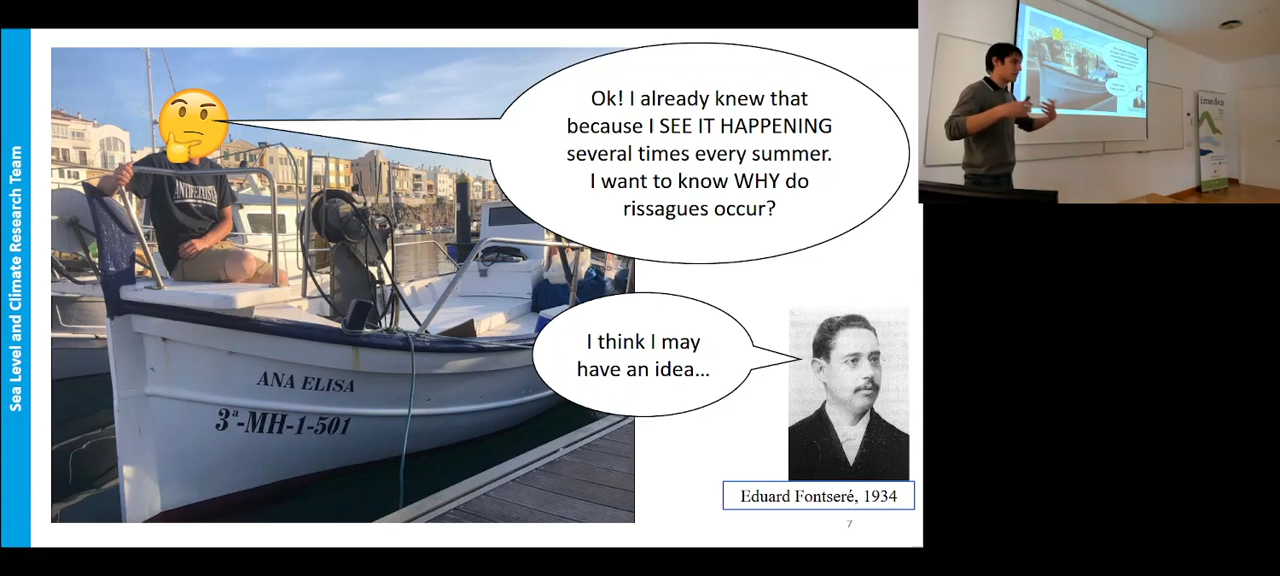 Sea Level and Climate Research Team
Ok! I already knew that
because I SEE IT HAPPENING
several times every summer.
I want to know WHY do
rissagues occur?
I think I may
have an idea...
ANA ELISA
3ª-MH-1-501
Eduard Fontseré, 1934
7
imedea